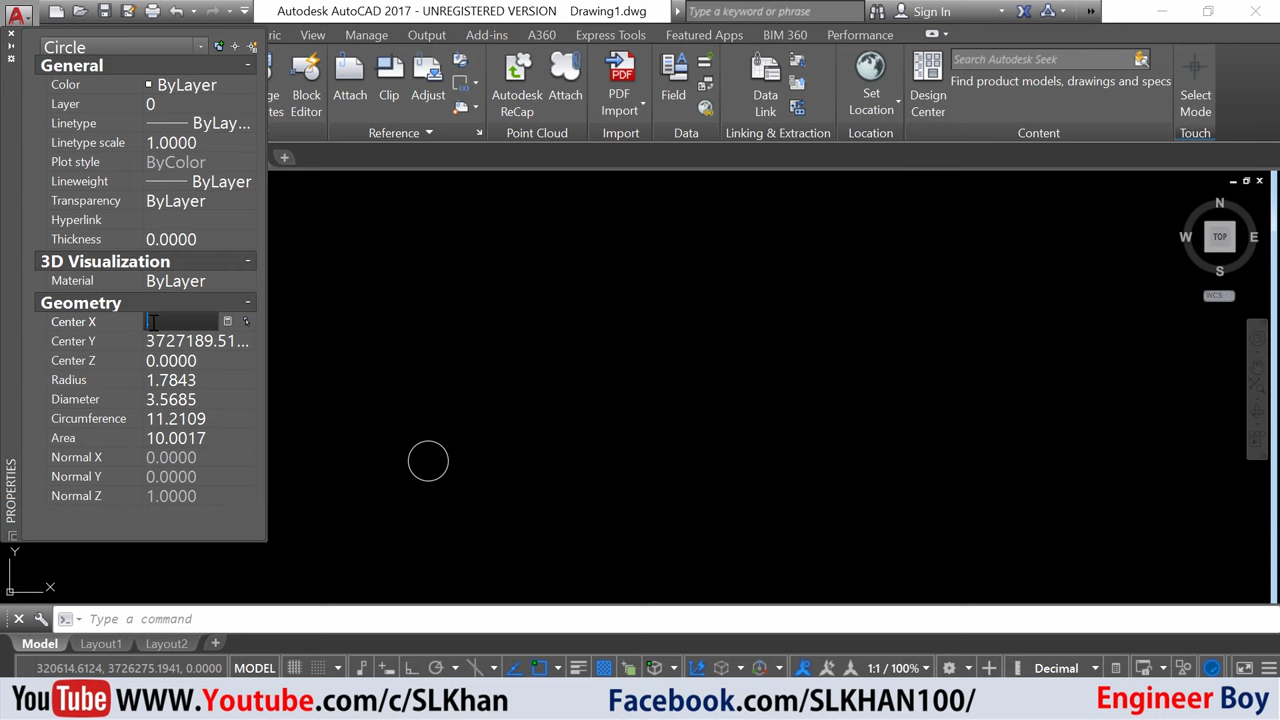 Autodesk AutoCAD 2017 - UNREGISTERED VERSION Drawing1.dwg
Type a keyword or phrase
Sign In
View Manage Output Add-ins A360 Express Tools Featured Apps BIM 360 Performance
Block Editor
Attach
Clip
Adjust
Reference
Autodesk ReCap
Attach
Point Cloud
PDF Import
Import
Field
Data
Data Link
Linking & Extraction
Set Location
Location
Design Center
Search Autodesk Seek
Find product models, drawings and specs
Content
Select Mode
Touch
Circle
General
Color ByLayer
Layer 0
Linetype ByLay...
Linetype scale 1.0000
Plot style ByColor
Lineweight ByLayer
Transparency ByLayer
Hyperlink
Thickness 0.0000
3D Visualization
Material ByLayer
Geometry
Center X
Center Y 3727189.51...
Center Z 0.0000
Radius 1.7843
Diameter 3.5685
Circumference 11.2109
Area 10.0017
Normal X 0.0000
Normal Y 0.0000
Normal Z 1.0000
PROPERTIES
N
W TOP E
S
WCS
Y
X
Type a command
Model Layout1 Layout2 +
320614.6124, 3726275.1941, 0.0000 MODEL 1:1 / 100% Decimal
You Tube WWW.Youtube.com/c/SLKhan Facebook.com/SLKHAN100/ Engineer Boy